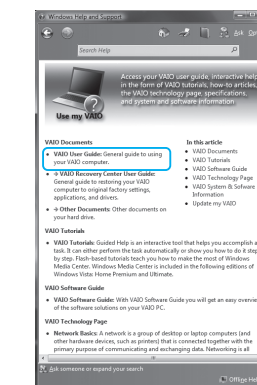 Windows Help and Support
Ask
Search Help
Access your VAIO user guide, interactive help
in the form of VAIO tutorials, how-to articles,
the VAIO technology page, specifications,
and system and software information
Use my VAIO
VAIO Documents
VAIO User Guide: General guide to using
your VAIO computer.
VAIO Recovery Center User Guide:
General guide to restoring your VAIO
computer to original factory settings,
applications, and drivers.
Other Documents: Other documents on
your hard drive.
In this article
VAIO Documents
VAIO Tutorials
VAIO Software Guide
VAIO Technology Page
VAIO System & Sofware
Information
Update my VAIO
VAIO Tutorials
VAIO Tutorials: Guided Help is an interactive tool that helps you accomplish a
task. It can either perform the task automatically or show you how to do it step
by step. Flash-based tutorials teach you how to make the most of Windows
Media Center. Windows Media Center is included in the following editions of
Windows Vista: Home Premium and Ultimate.
VAIO Software Guide
VAIO Software Guide: With VAIO Software Guide you will get an easy overvie
of the software solutions on your VAIO PC.
VAIO Technology Page
Network Basics: A network is a group of desktop or laptop computers (and
other hardware devices, such as printers) that is connected together with the
primary purpose of communicating and exchanging data. Networking is all
Ask someone or expand your search
Offline He